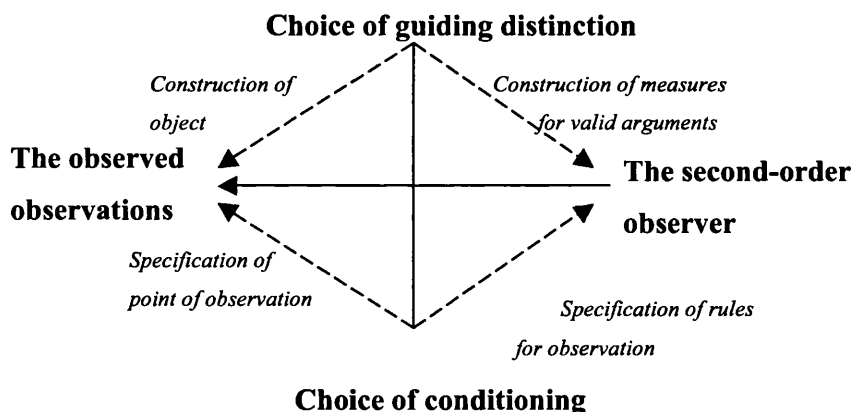 Choice of guiding distinction
Construction of
object
Construction of measures
for valid arguments
The observed
observations
The second-order
observer
Specification of
point of observation
Specification of rules
for observation
Choice of conditioning